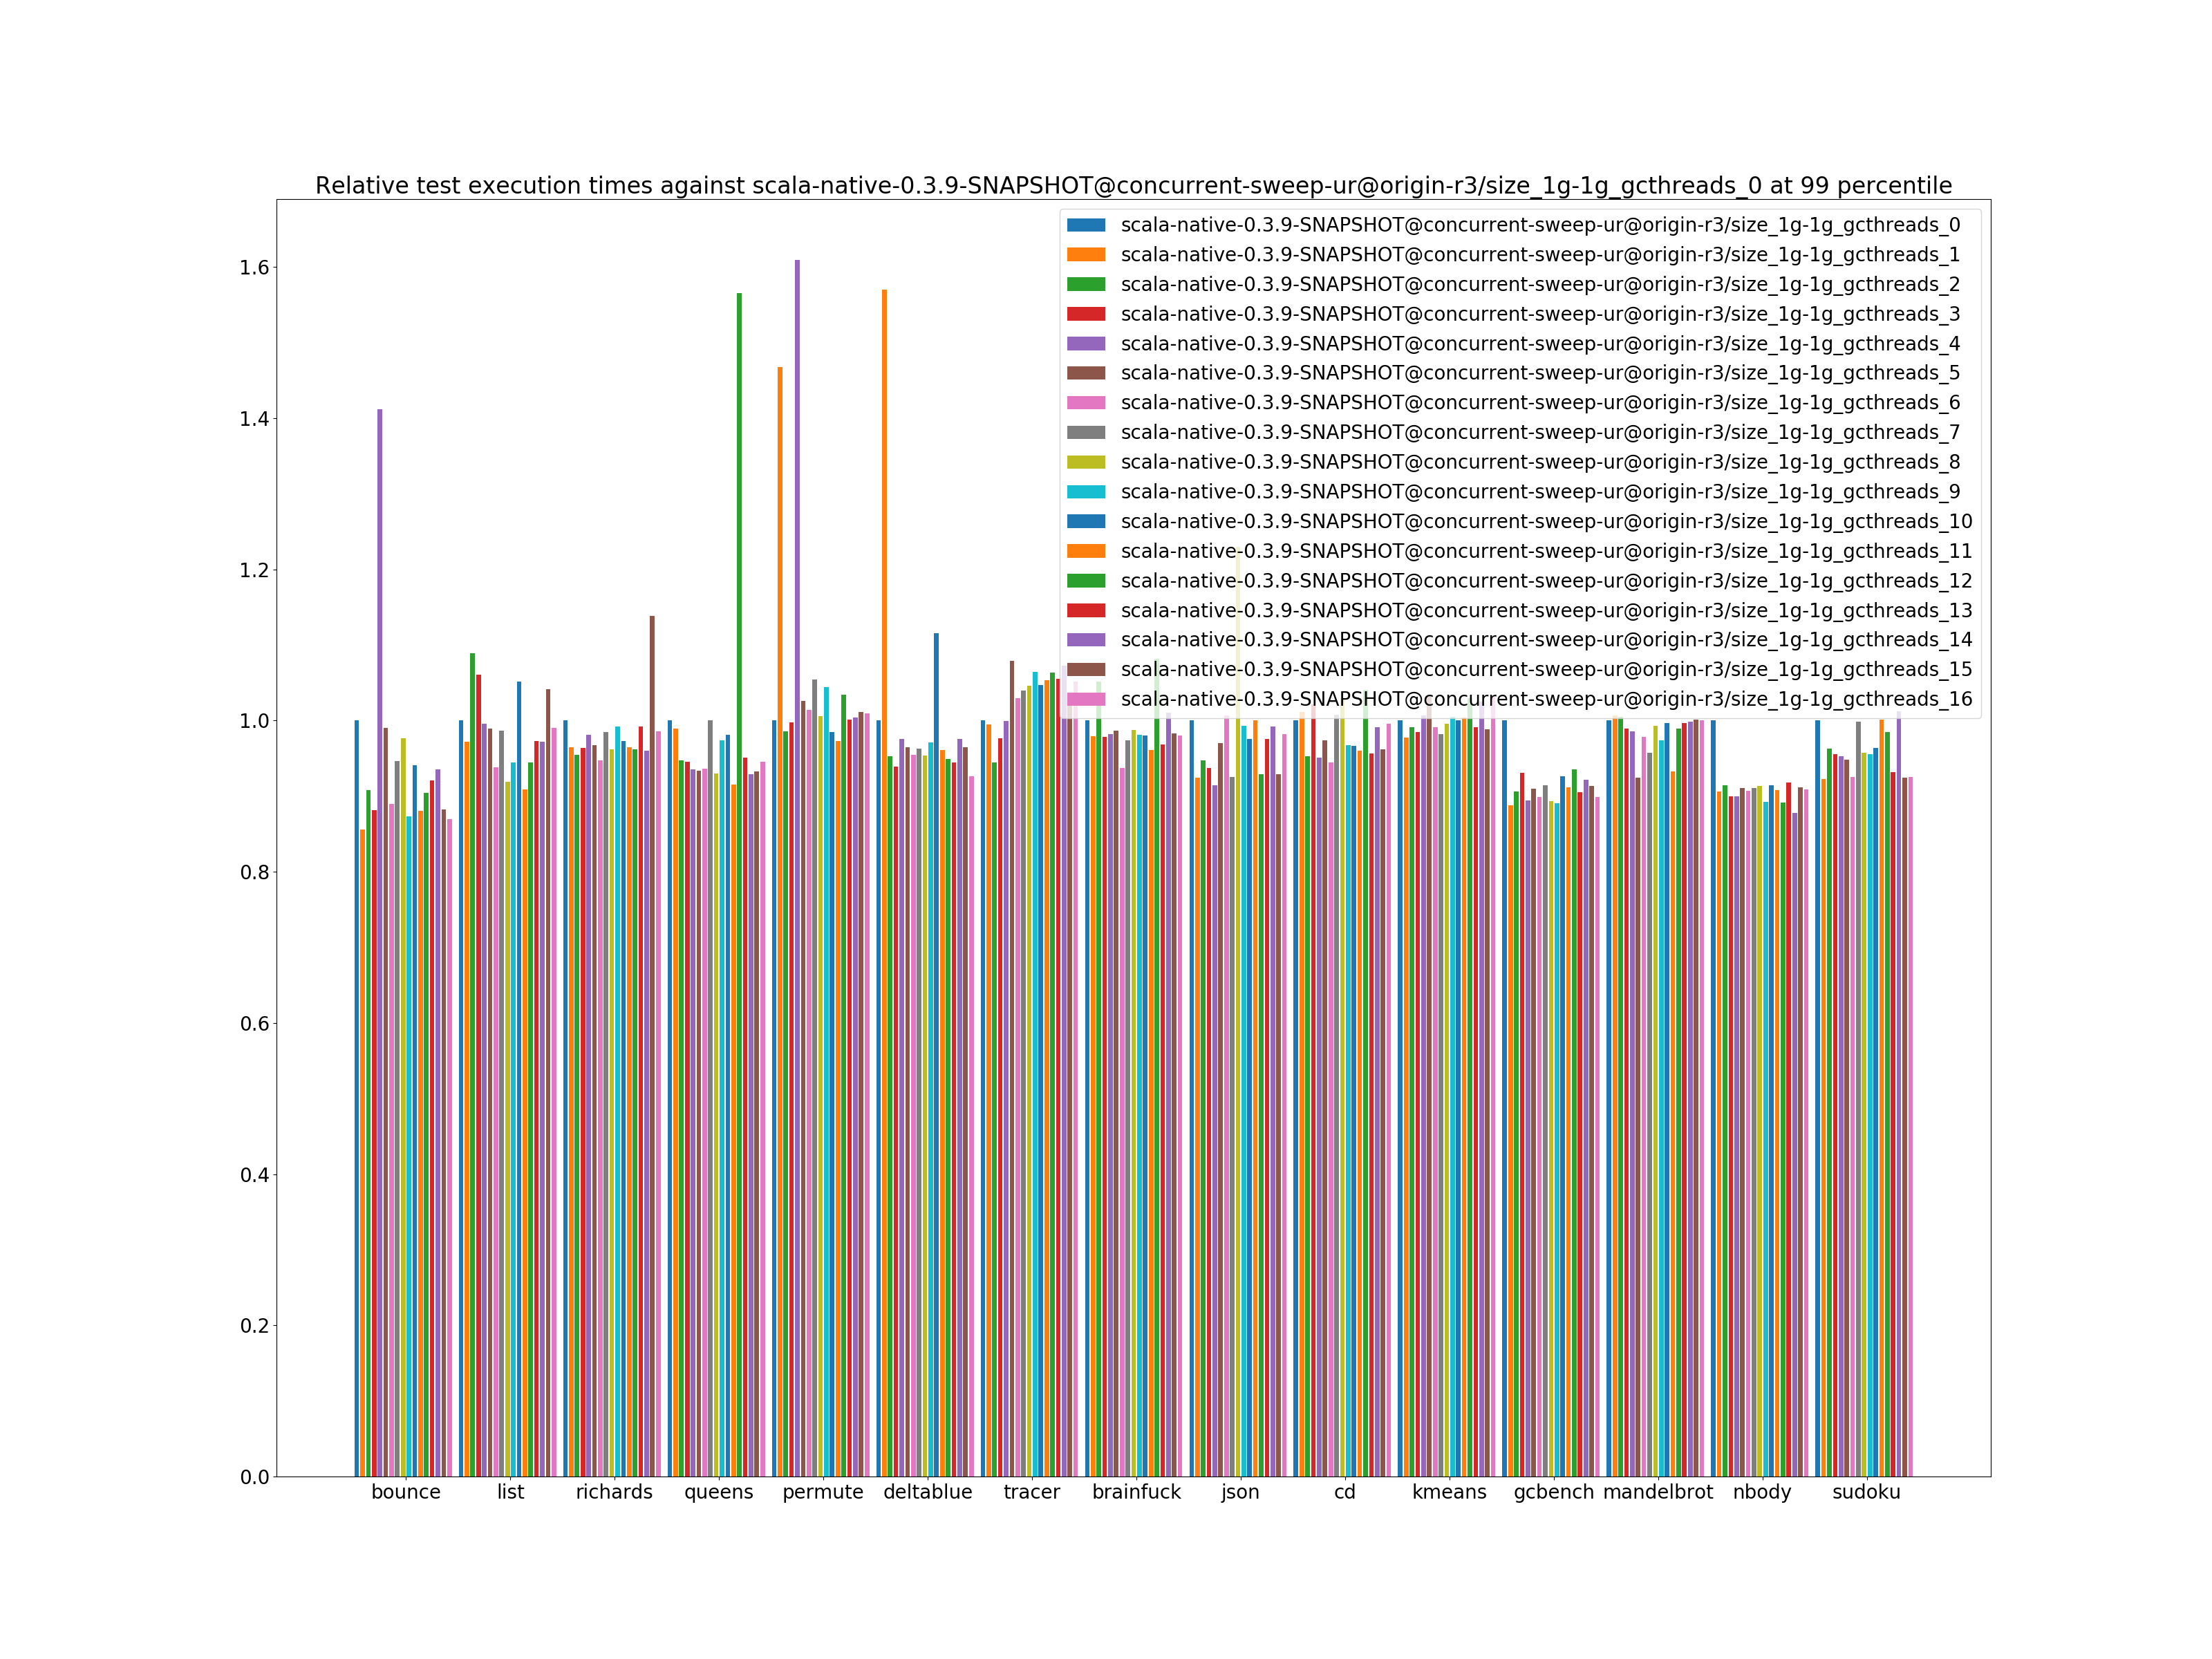 Relative test execution times against scala-native-0.3.9-SNAPSHOT@concurrent-sweep-ur@origin-r3/size_1g-1g_gcthreads_0 at 99 percentile
scala-native-0.3.9-SNAPSHOT@concurrent-sweep-ur@origin-r3/size_1g-1g_gcthreads_0
scala-native-0.3.9-SNAPSHOT@concurrent-sweep-ur@origin-r3/size_1g-1g_gcthreads_1
scala-native-0.3.9-SNAPSHOT@concurrent-sweep-ur@origin-r3/size_1g-1g_gcthreads_2
scala-native-0.3.9-SNAPSHOT@concurrent-sweep-ur@origin-r3/size_1g-1g_gcthreads_3
scala-native-0.3.9-SNAPSHOT@concurrent-sweep-ur@origin-r3/size_1g-1g_gcthreads_4
scala-native-0.3.9-SNAPSHOT@concurrent-sweep-ur@origin-r3/size_1g-1g_gcthreads_5
scala-native-0.3.9-SNAPSHOT@concurrent-sweep-ur@origin-r3/size_1g-1g_gcthreads_6
scala-native-0.3.9-SNAPSHOT@concurrent-sweep-ur@origin-r3/size_1g-1g_gcthreads_7
scala-native-0.3.9-SNAPSHOT@concurrent-sweep-ur@origin-r3/size_1g-1g_gcthreads_8
scala-native-0.3.9-SNAPSHOT@concurrent-sweep-ur@origin-r3/size_1g-1g_gcthreads_9
scala-native-0.3.9-SNAPSHOT@concurrent-sweep-ur@origin-r3/size_1g-1g_gcthreads_10
scala-native-0.3.9-SNAPSHOT@concurrent-sweep-ur@origin-r3/size_1g-1g_gcthreads_11
scala-native-0.3.9-SNAPSHOT@concurrent-sweep-ur@origin-r3/size_1g-1g_gcthreads_12
scala-native-0.3.9-SNAPSHOT@concurrent-sweep-ur@origin-r3/size_1g-1g_gcthreads_13
scala-native-0.3.9-SNAPSHOT@concurrent-sweep-ur@origin-r3/size_1g-1g_gcthreads_14
scala-native-0.3.9-SNAPSHOT@concurrent-sweep-ur@origin-r3/size_1g-1g_gcthreads_15
scala-native-0.3.9-SNAPSHOT@concurrent-sweep-ur@origin-r3/size_1g-1g_gcthreads_16
1.6
1.4
1.2
1.0
0.8
0.6
0.4
0.2
0.0
bounce list richards queens permute deltablue tracer brainfuck json cd kmeans gcbench mandelbrot nbody sudoku